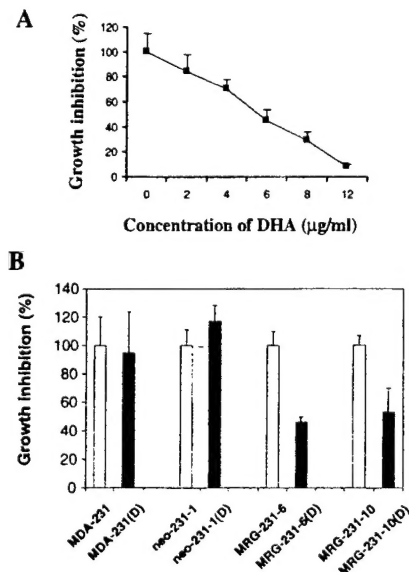 A
Growth inhibition (%)
120
100
80
60
40
20
0
0 2 4 6 8 12
Concentration of DHA (µg/ml)
B
Growth inhibition (%)
140
120
100
80
60
40
20
0
MDA-231
MDA-231(D)
neo-231-1
neo-231-1(D)
MRG-231-6
MRG-231-6(D)
MRG-231-10
MRG-231-10(D)